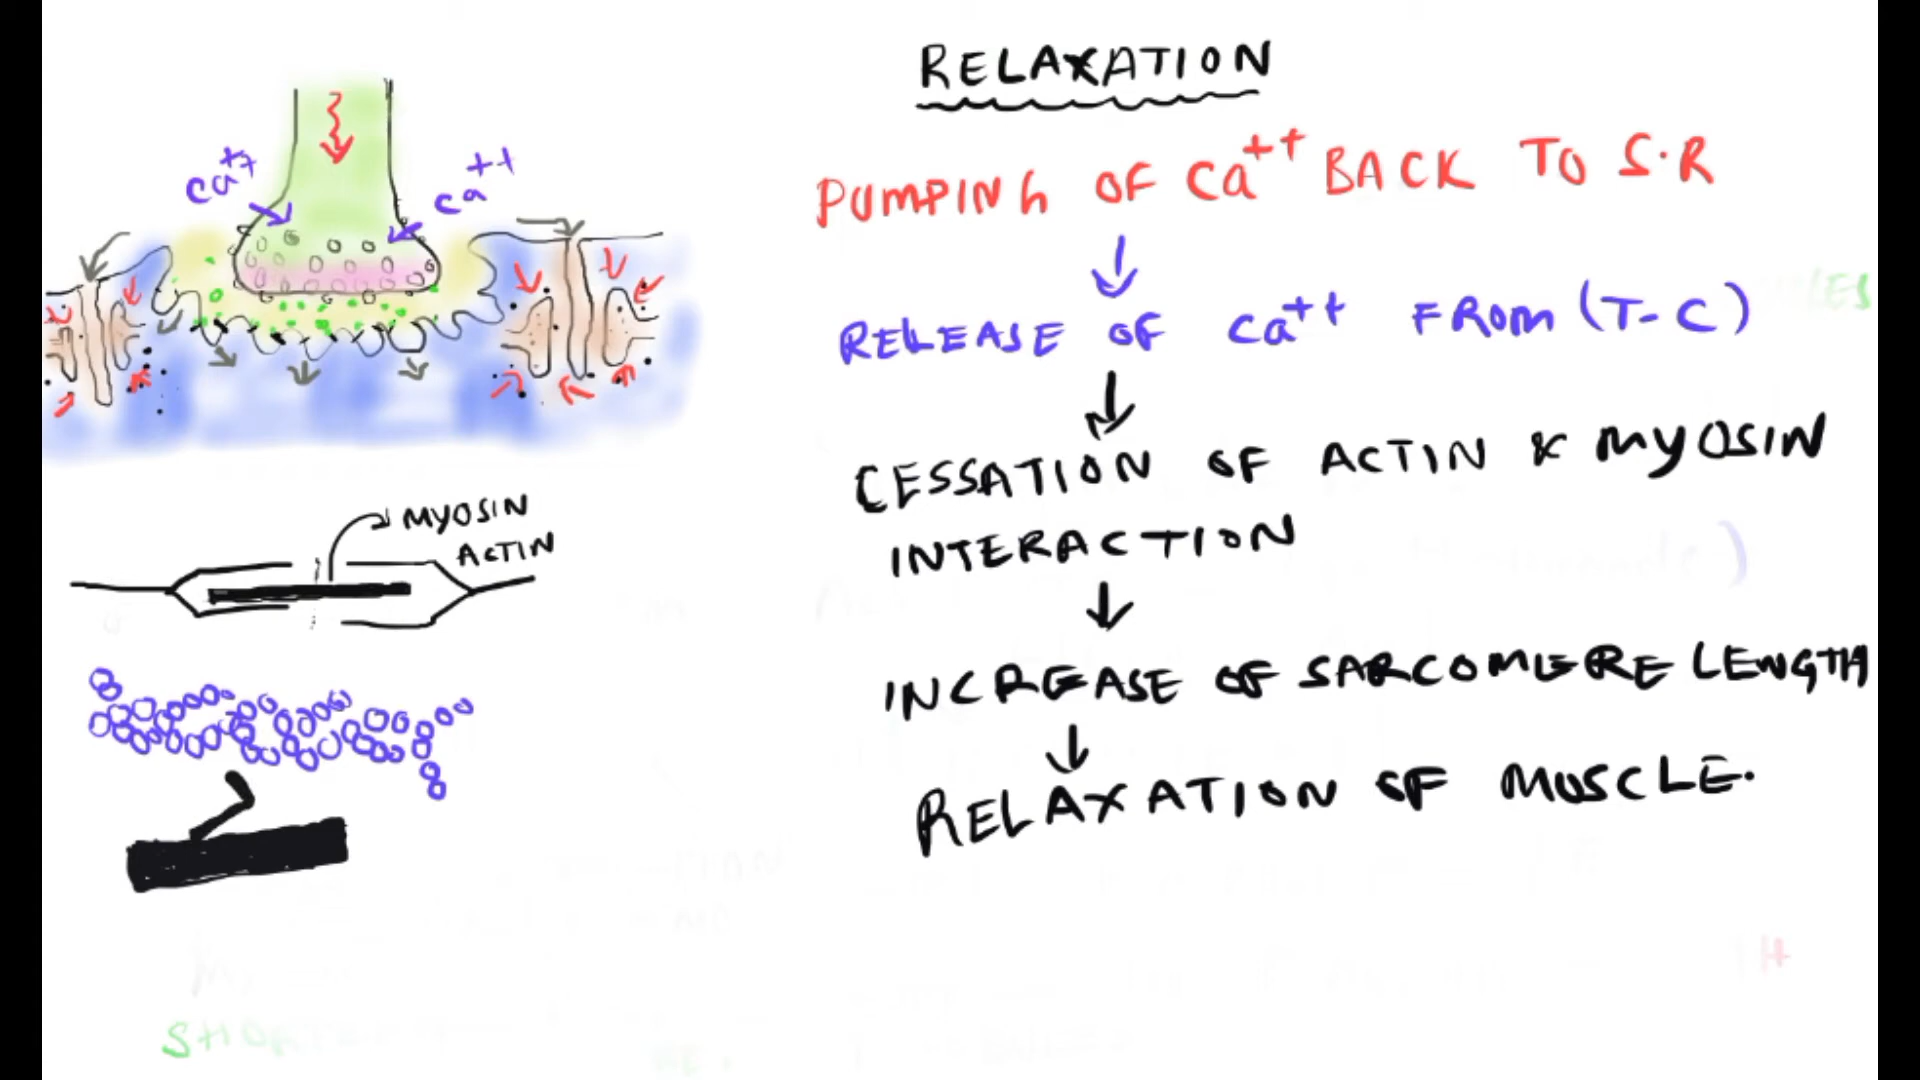 RELAXATION
Ca++
Ca++
PUMPING OF Ca++ BACK TO S.R
RELEASE OF Ca++ FROM (T-C)
CESSATION OF ACTIN & MYOSIN
INTERACTION
MYOSIN
ACTIN
INCREASE OF SARCOMERE LENGTH
RELAXATION OF MUSCLE.